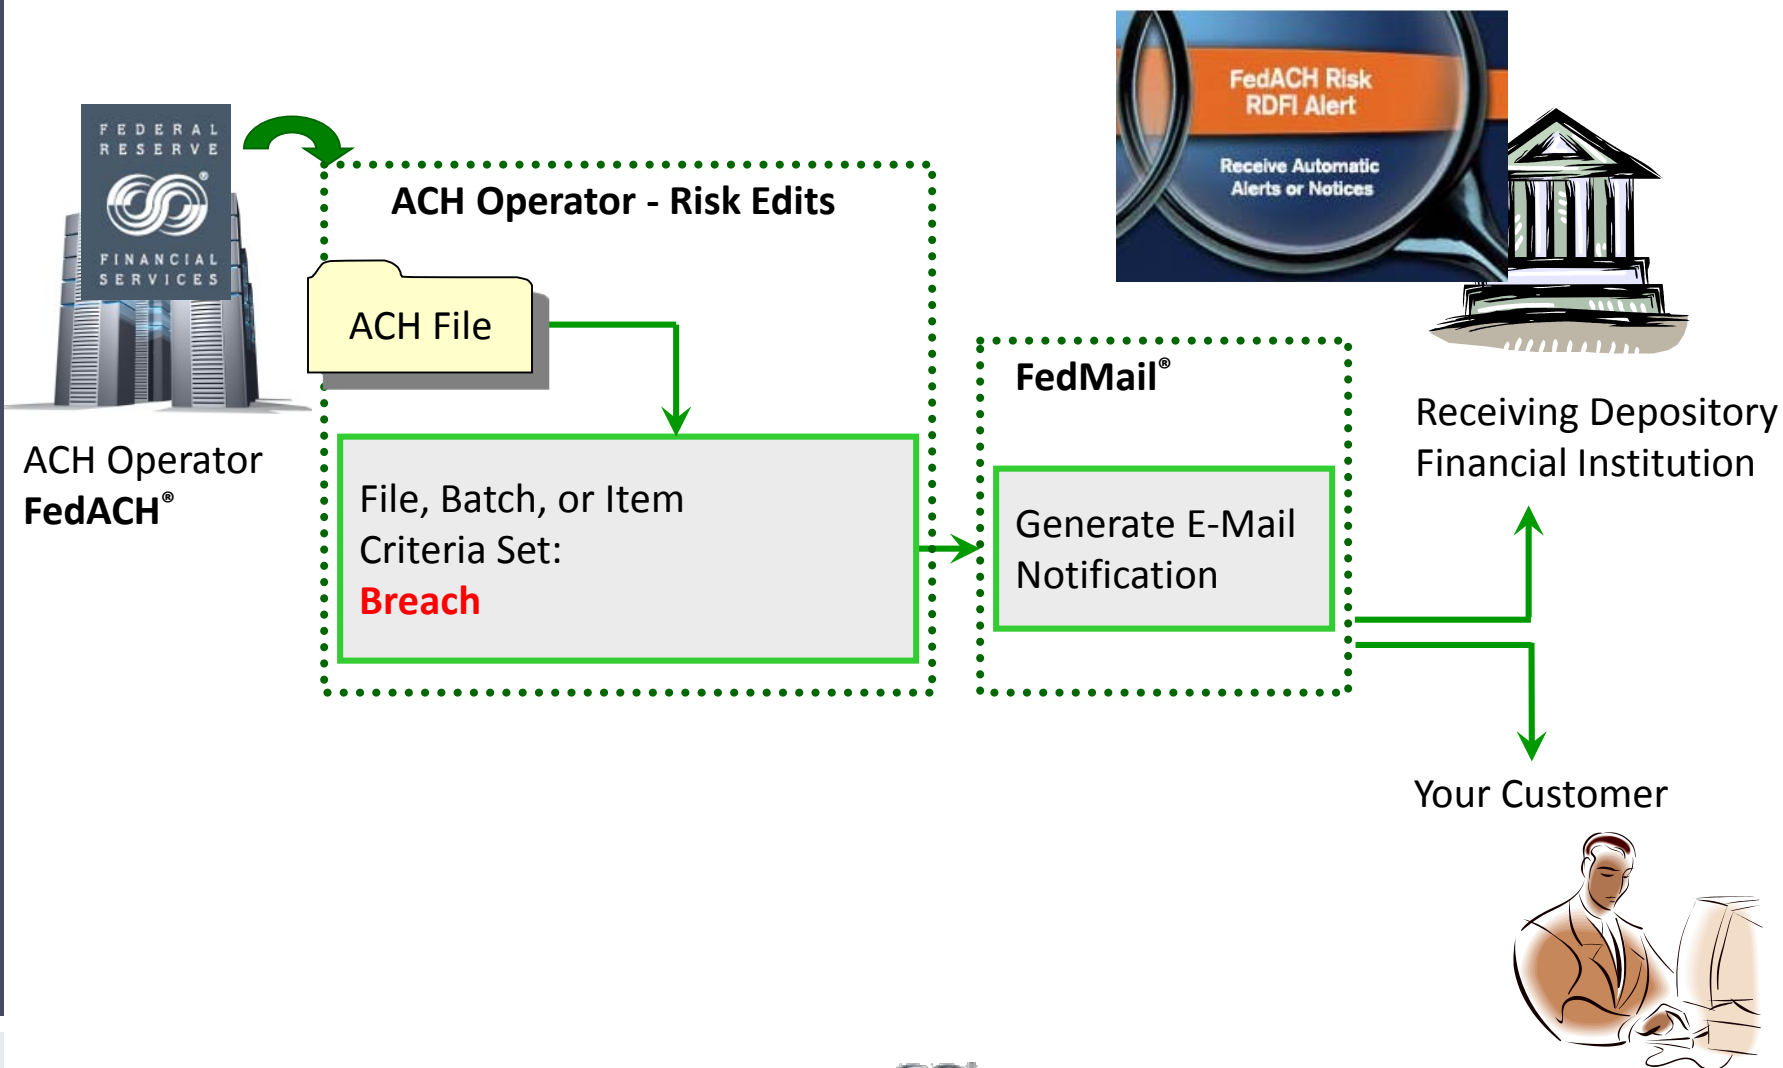 FEDERAL
RESERVE
®
FINANCIAL
SERVICES
ACH Operator
FedACH®
ACH Operator - Risk Edits
ACH File
File, Batch, or Item
Criteria Set:
Breach
FedMail®
Generate E-Mail
Notification
FedACH Risk
RDFI Alert
Receive Automatic
Alerts or Notices
Receiving Depository
Financial Institution
Your Customer